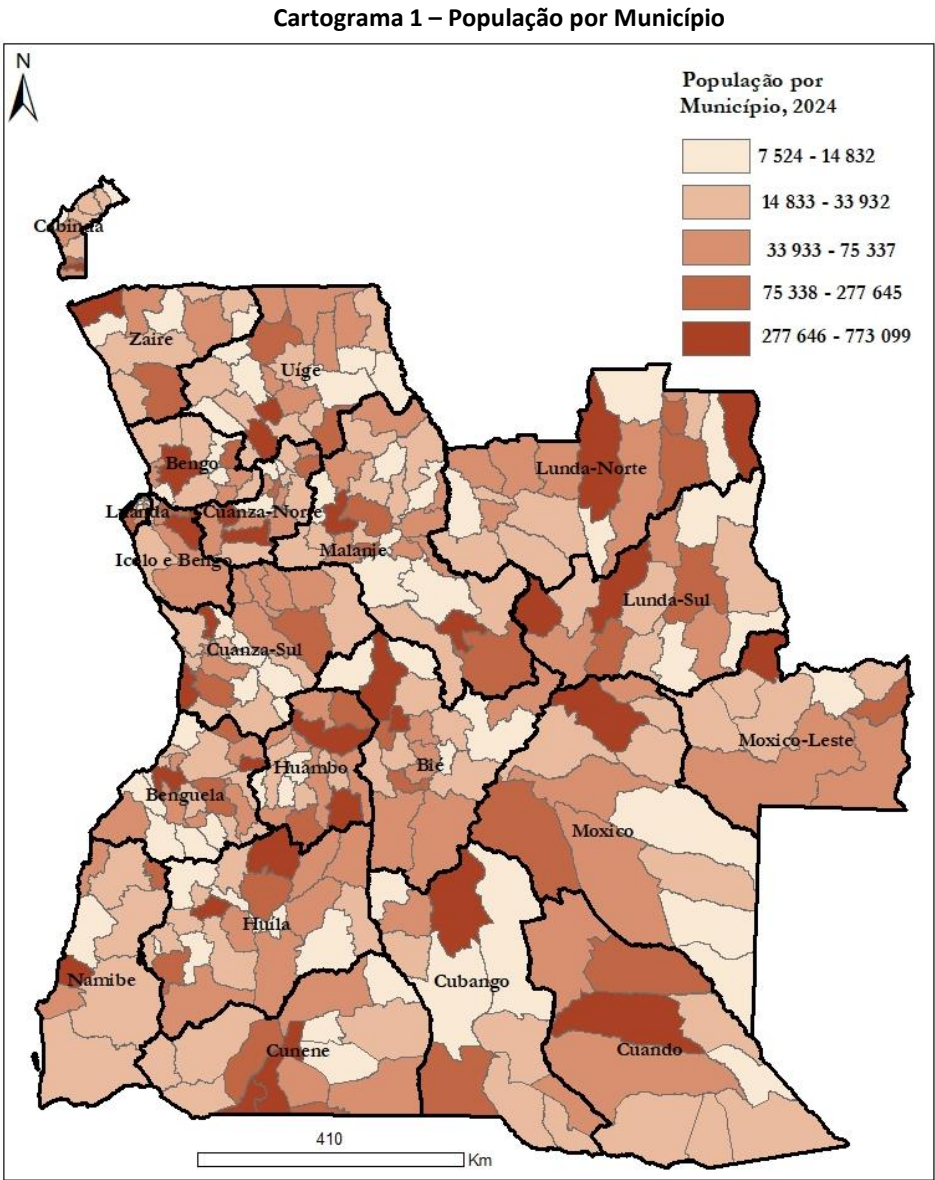 Cartograma 1 – População por Município
N
População por
Município, 2024
7 524 - 14 832
14 833 - 33 932
33 933 - 75 337
75 338 - 277 645
277 646 - 773 099
Cabinda
Zaire
Uíge
Bengo
Lunda-Norte
Luanda
Cuanza-Norte
Malanje
Icolo e Bengo
Lunda-Sul
Cuanza-Sul
Moxico-Leste
Huambo
Bié
Benguela
Moxico
Huíla
Namibe
Cubango
Cunene
Cuando
410
Km